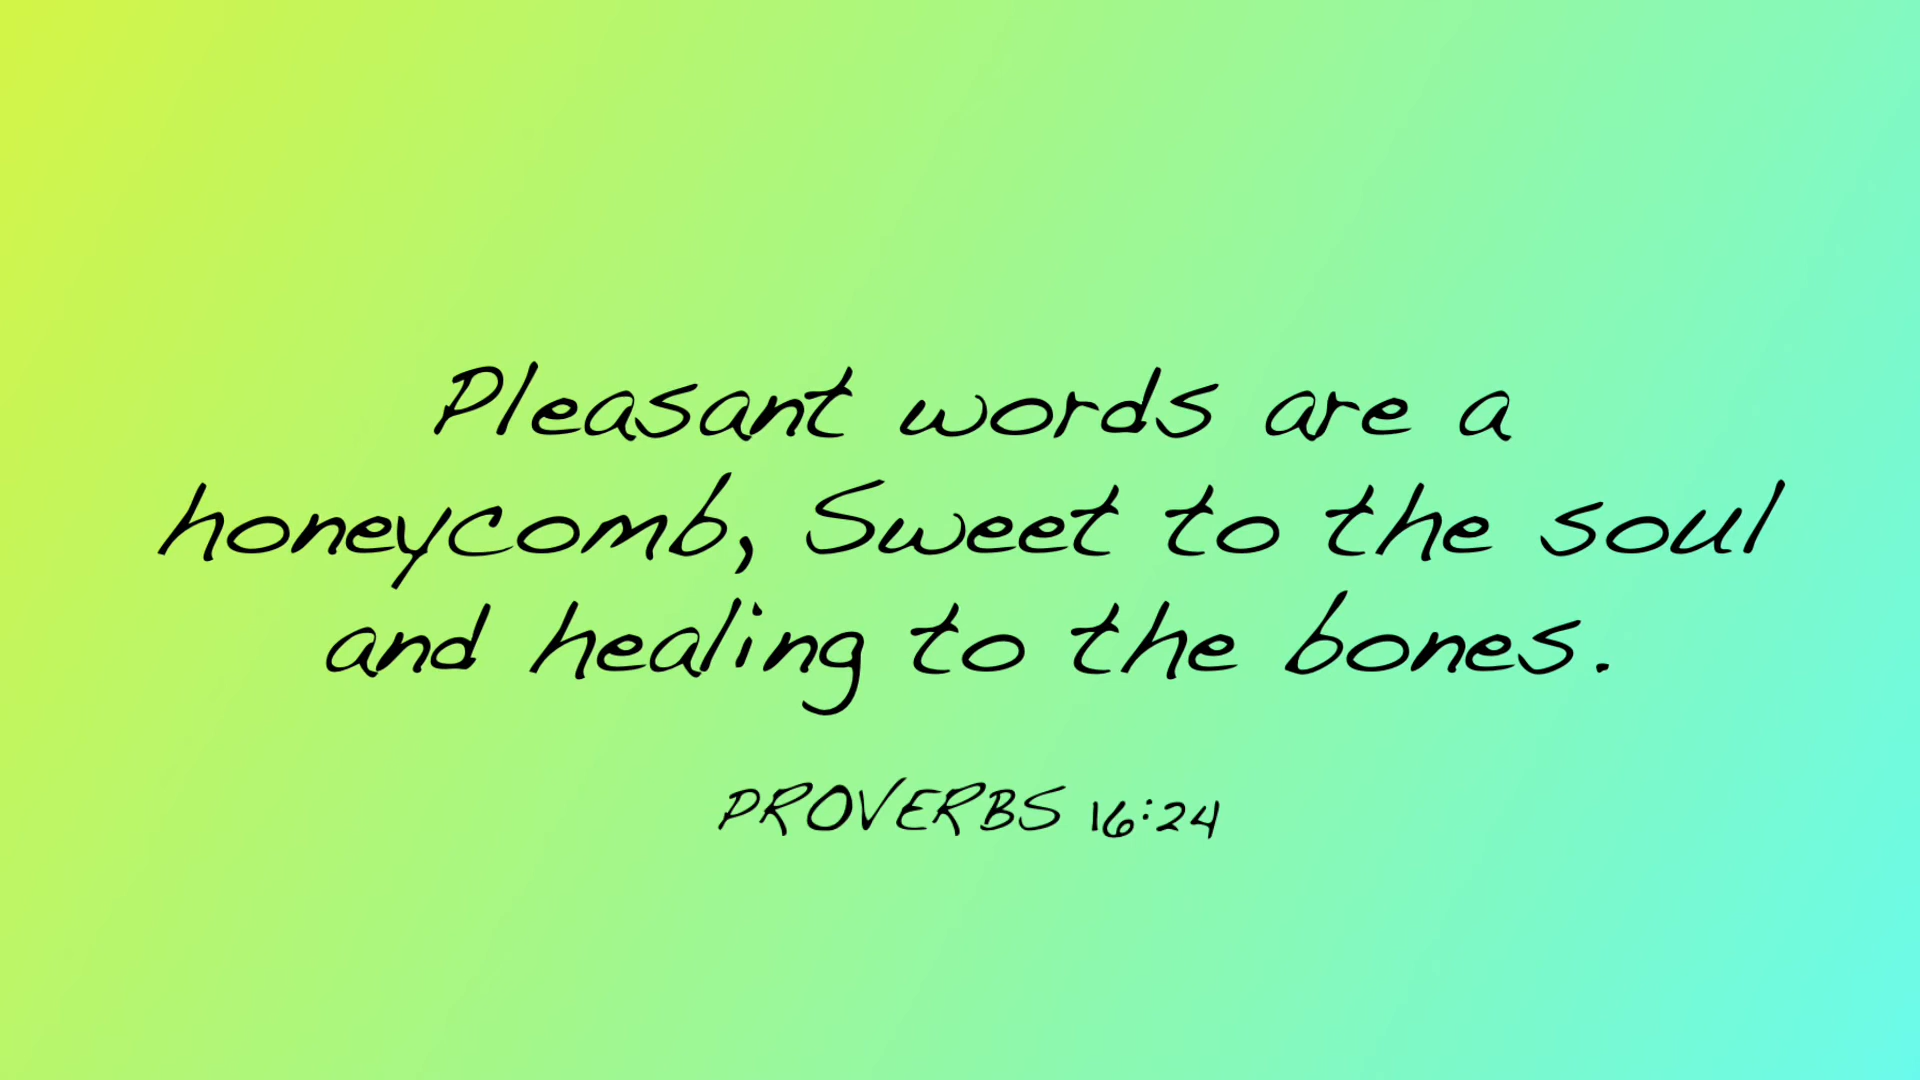 Pleasant words are a
honeycomb, Sweet to the soul
and healing to the bones.
PROVERBS 16:24